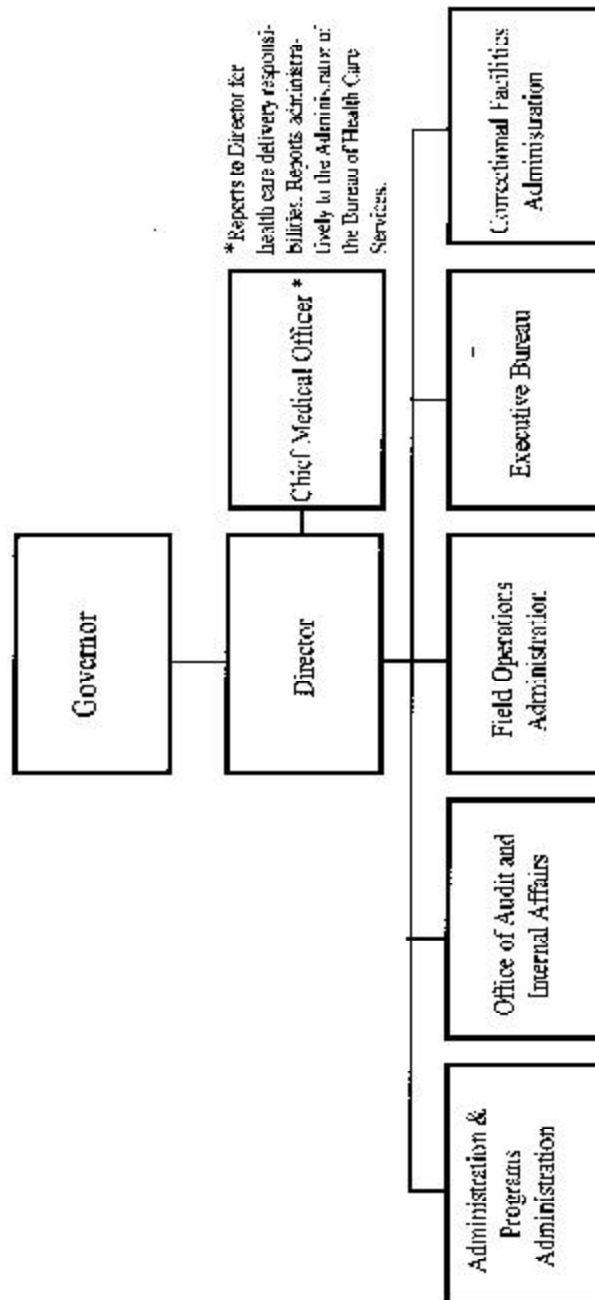 Governor
Director
Chief Medical Officer *
* Reports to Director for
health care delivery responsi-
bilities. Reports administra-
tively to the Administrator of
the Bureau of Health Care
Services.
Administration &
Programs
Administration
Office of Audit and
Internal Affairs
Field Operations
Administration
Executive Bureau
Correctional Facilities
Administration